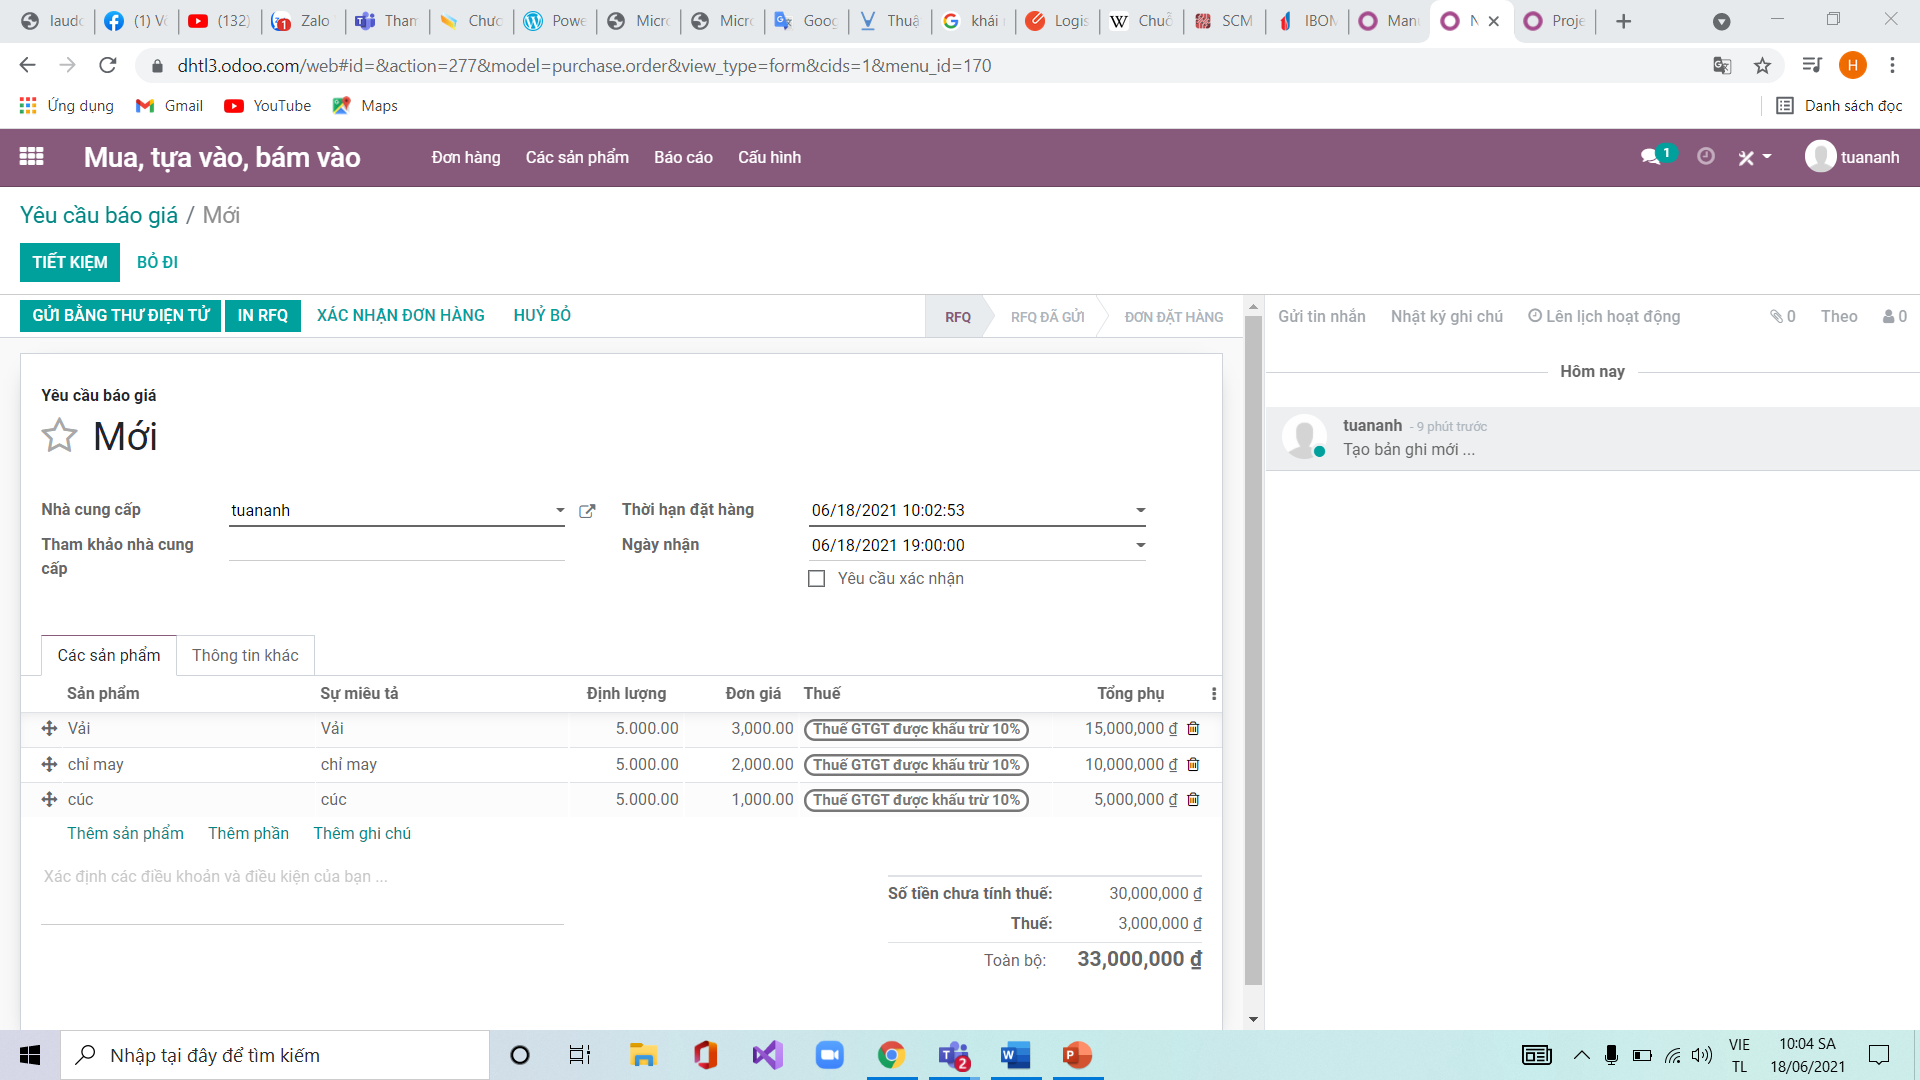 laudo
(1) Vo
(132)
Zalo
Tham
Chươ
Powe
Micro
Micro
Goog
Thuậ
khái n
Logis
Chuỗ
SCM
IBOM
Manu
N
Proje
dhtl3.odoo.com/web#id=&action=277&model=purchase.order&view_type=form&cids=1&menu_id=170
H
Ứng dụng
Gmail
YouTube
Maps
Danh sách đọc
Mua, tựa vào, bám vào
Đơn hàng
Các sản phẩm
Báo cáo
Cấu hình
1
tuananh
Yêu cầu báo giá / Mới
TIẾT KIỆM
BỎ ĐI
GỬI BẰNG THƯ ĐIỆN TỬ
IN RFQ
XÁC NHẬN ĐƠN HÀNG
HUỶ BỎ
RFQ
RFQ ĐÃ GỬI
ĐƠN ĐẶT HÀNG
Gửi tin nhắn
Nhật ký ghi chú
Lên lịch hoạt động
0
Theo
0
Hôm nay
tuananh - 9 phút trước
Tạo bản ghi mới ...
Yêu cầu báo giá
Mới
Nhà cung cấp
tuananh
Thời hạn đặt hàng
06/18/2021 10:02:53
Tham khảo nhà cung
cấp
Ngày nhận
06/18/2021 19:00:00
Yêu cầu xác nhận
Các sản phẩm
Thông tin khác
Sản phẩm Sự miêu tả Định lượng Đơn giá Thuế Tổng phụ
Vải Vải 5.000.00 3,000.00 Thuế GTGT được khấu trừ 10% 15,000,000 ₫
chỉ may chỉ may 5.000.00 2,000.00 Thuế GTGT được khấu trừ 10% 10,000,000 ₫
cúc cúc 5.000.00 1,000.00 Thuế GTGT được khấu trừ 10% 5,000,000 ₫
Thêm sản phẩm Thêm phần Thêm ghi chú
Xác định các điều khoản và điều kiện của bạn ...
Số tiền chưa tính thuế: 30,000,000 ₫
Thuế: 3,000,000 ₫
Toàn bộ: 33,000,000 ₫
Nhập tại đây để tìm kiếm
2
VIE
TL
10:04 SA
18/06/2021